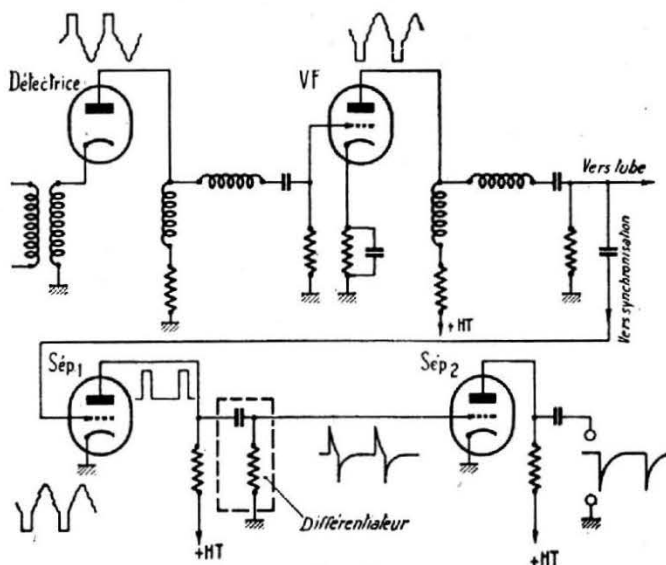 Détectrice
VF
Vers tube
Vers synchronisation
+HT
Sép1
Sép2
Différentiateur
+HT
+HT